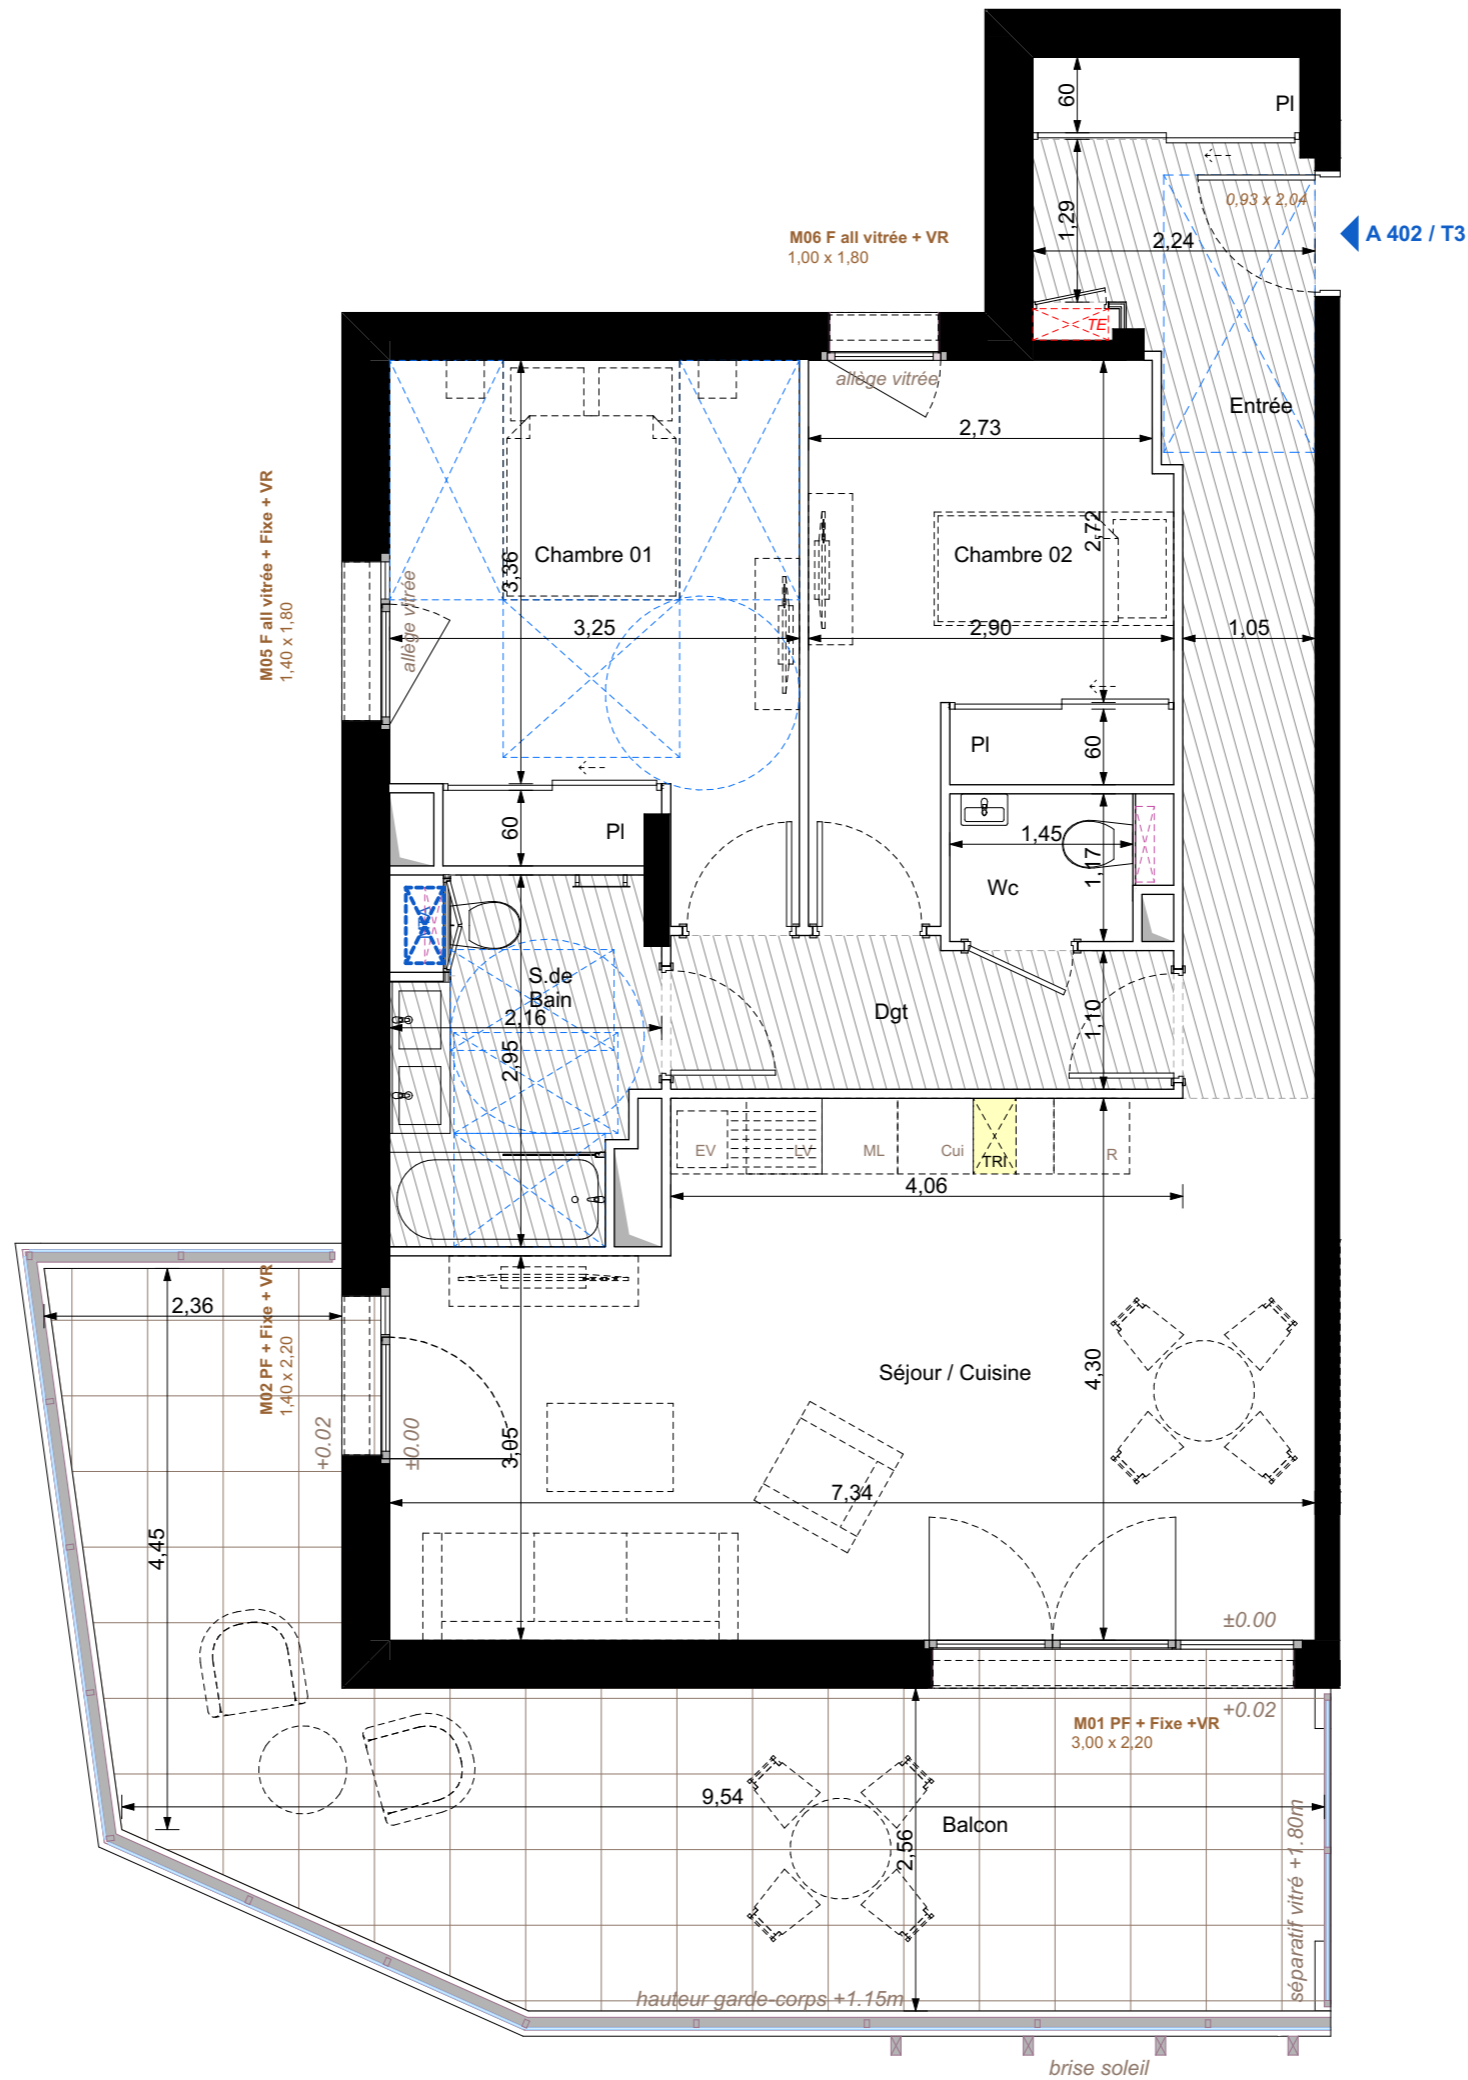 60
Pl
0,93 x 2,04
1,29
2,24
A 402 / T3
M06 F all vitrée + VR
1,00 x 1,80
TE
allège vitrée
Entrée
2,73
M05 F all vitrée + Fixe + VR
1,40 x 1,80
allège vitrée
3,36
Chambre 01
Chambre 02
2,72
3,25
2,90
1,05
Pl
60
60
Pl
1,45
1,17
Wc
S.de
Bain
2,16
2,95
Dgt
1,10
EV
LV
ML
Cui
TRI
R
4,06
2,36
M02 PF + Fixe + VR
1,40 x 2,20
+0.02
±0.00
3,05
Séjour / Cuisine
4,30
7,34
4,45
±0.00
+0.02
M01 PF + Fixe +VR
3,00 x 2,20
9,54
Balcon
2,56
séparatif vitré +1.80m
hauteur garde-corps +1.15m
brise soleil